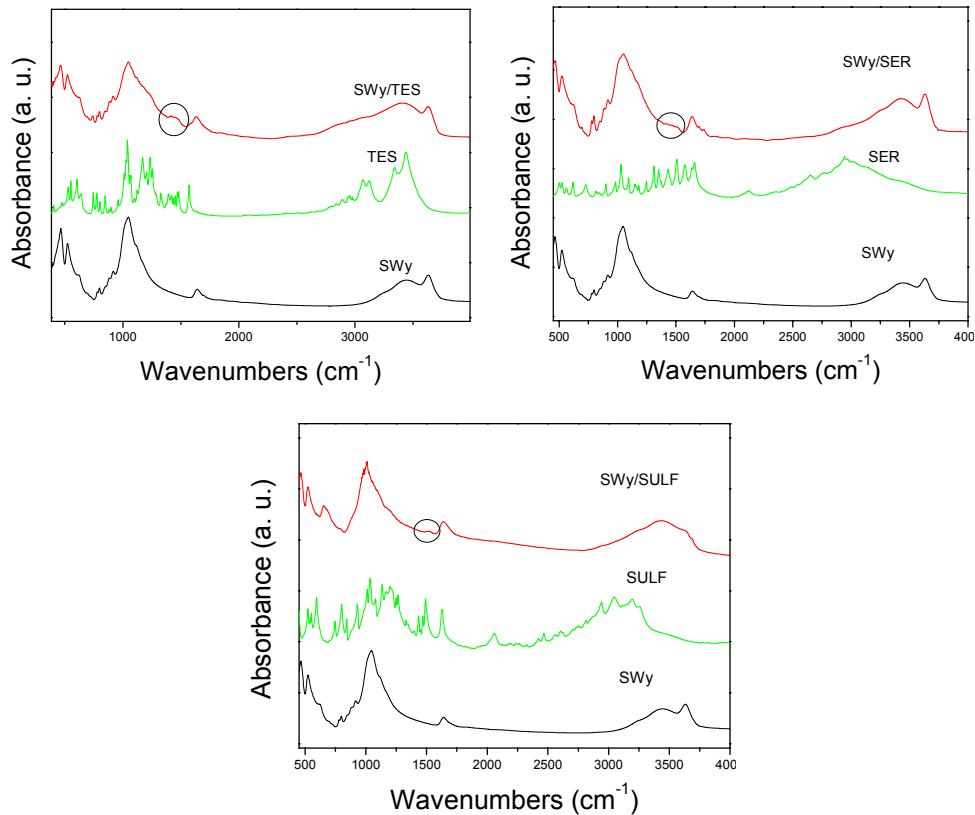 Absorbance (a. u.)
SWy/TES
TES
SWy
1000 2000 3000
Wavenumbers (cm-1)
Absorbance (a. u.)
SWy/SER
SER
SWy
500 1000 1500 2000 2500 3000 3500 400
Wavenumbers (cm-1)
Absorbance (a. u.)
SWy/SULF
SULF
SWy
500 1000 1500 2000 2500 3000 3500 400
Wavenumbers (cm-1)